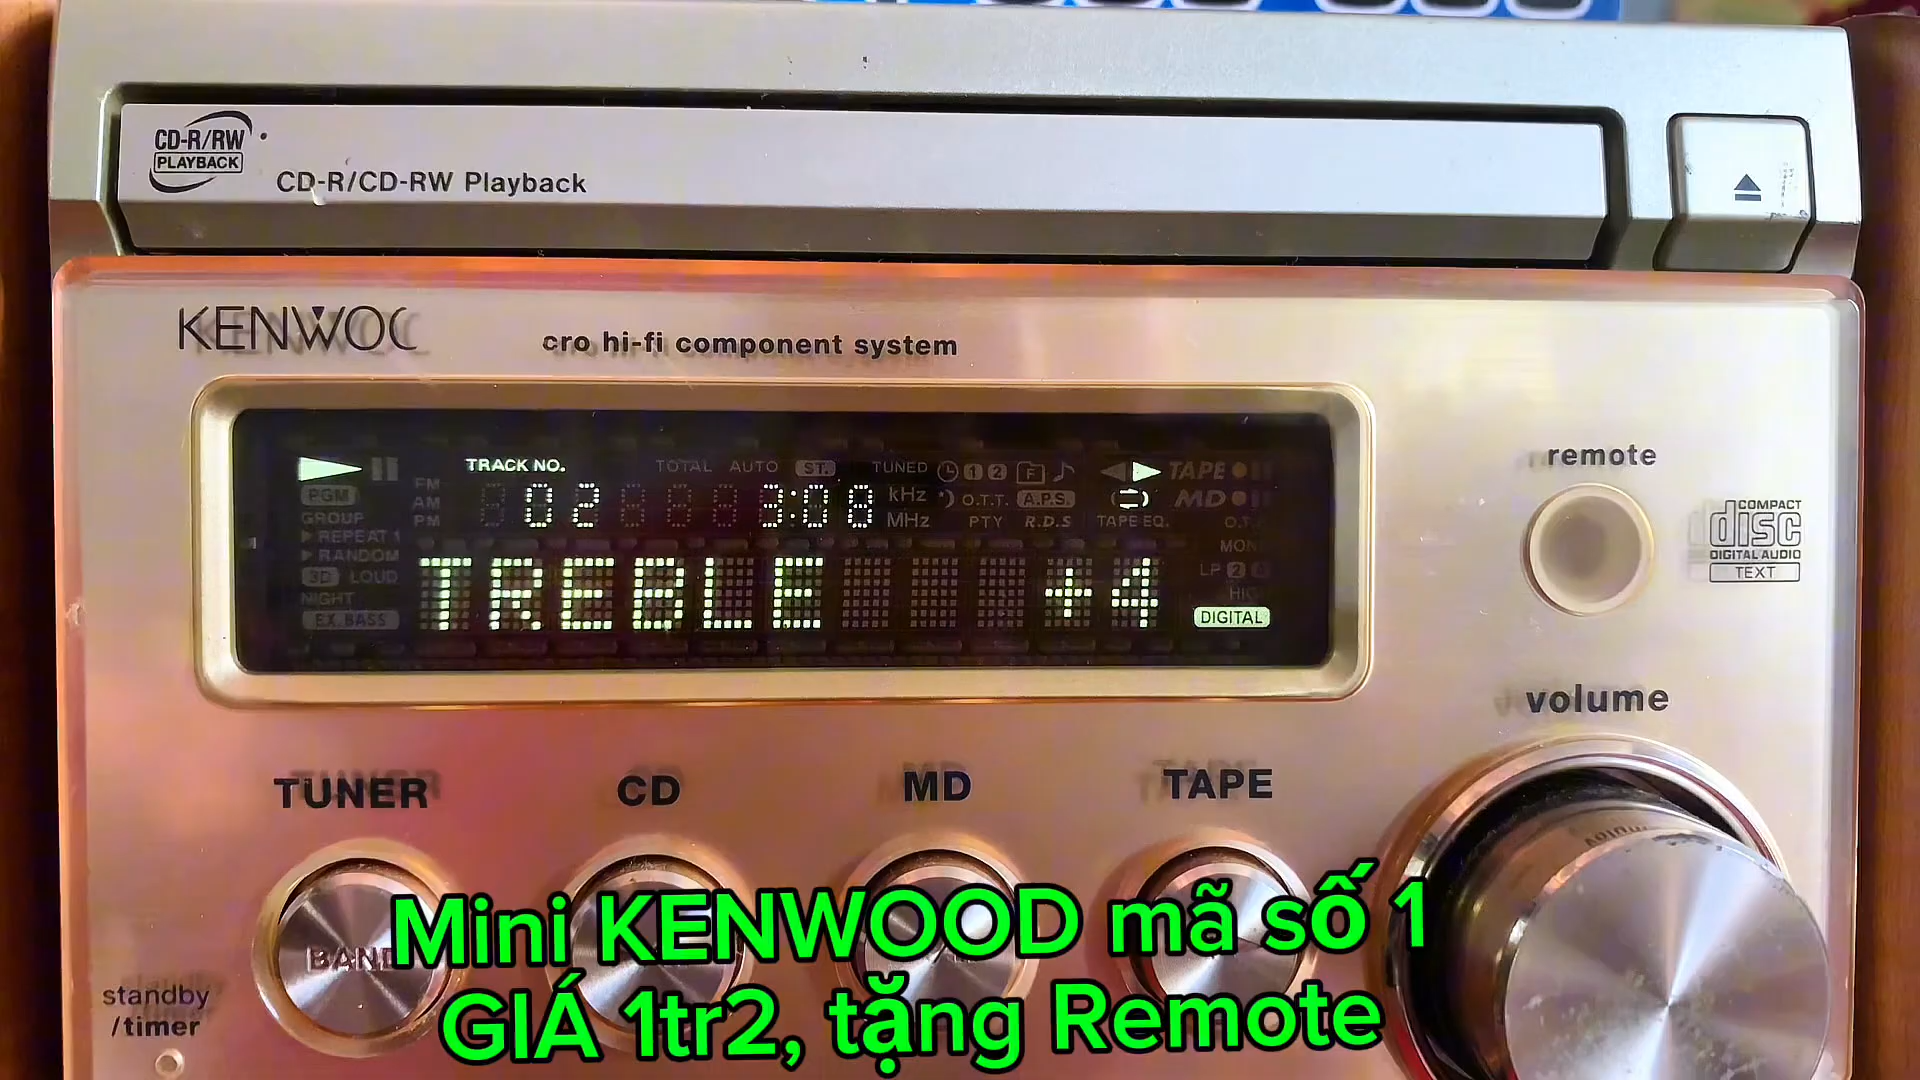 CD-R/RW
PLAYBACK
CD-R/CD-RW Playback
KENWOC
cro hi-fi component system
remote
COMPACT
disc
DIGITAL AUDIO
TEXT
TRACK NO. TOTAL AUTO ST. TUNED 1 2 F TAPE
FM
AM
PM
02 3:08
kHz
MHz
O.T.T. A.P.S. MD
PTY R.D.S TAPE EQ.
PGM
GROUP
REPEAT 1
RANDOM
3D LOUD
NIGHT
EX.BASS
TREBLE +4
LP 2
DIGITAL
volume
TUNER CD MD TAPE
BAND
standby
/timer
Mini KENWOOD mã số 1
GIÁ 1tr2, tặng Remote